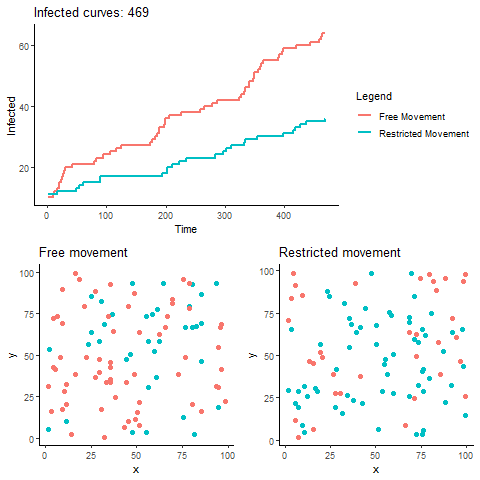 Infected curves: 469
Infected
60
40
20
0
100
200
300
400
Time
Legend
Free Movement
Restricted Movement
Free movement
y
100
75
50
25
0
0
25
50
75
100
x
Restricted movement
y
100
75
50
25
0
0
25
50
75
100
x